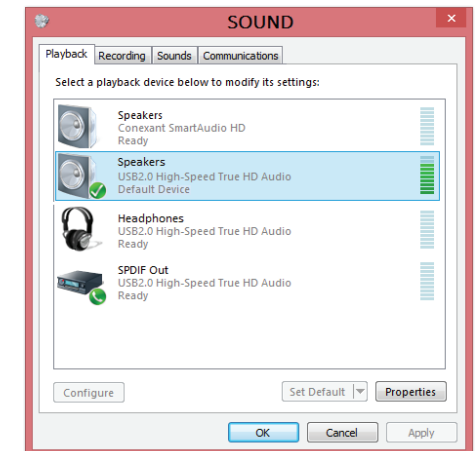 SOUND
Playback Recording Sounds Communications
Select a playback device below to modify its settings:
Speakers
Conexant SmartAudio HD
Ready
Speakers
USB2.0 High-Speed True HD Audio
Default Device
Headphones
USB2.0 High-Speed True HD Audio
Ready
SPDIF Out
USB2.0 High-Speed True HD Audio
Ready
Configure Set Default Properties
OK Cancel Apply